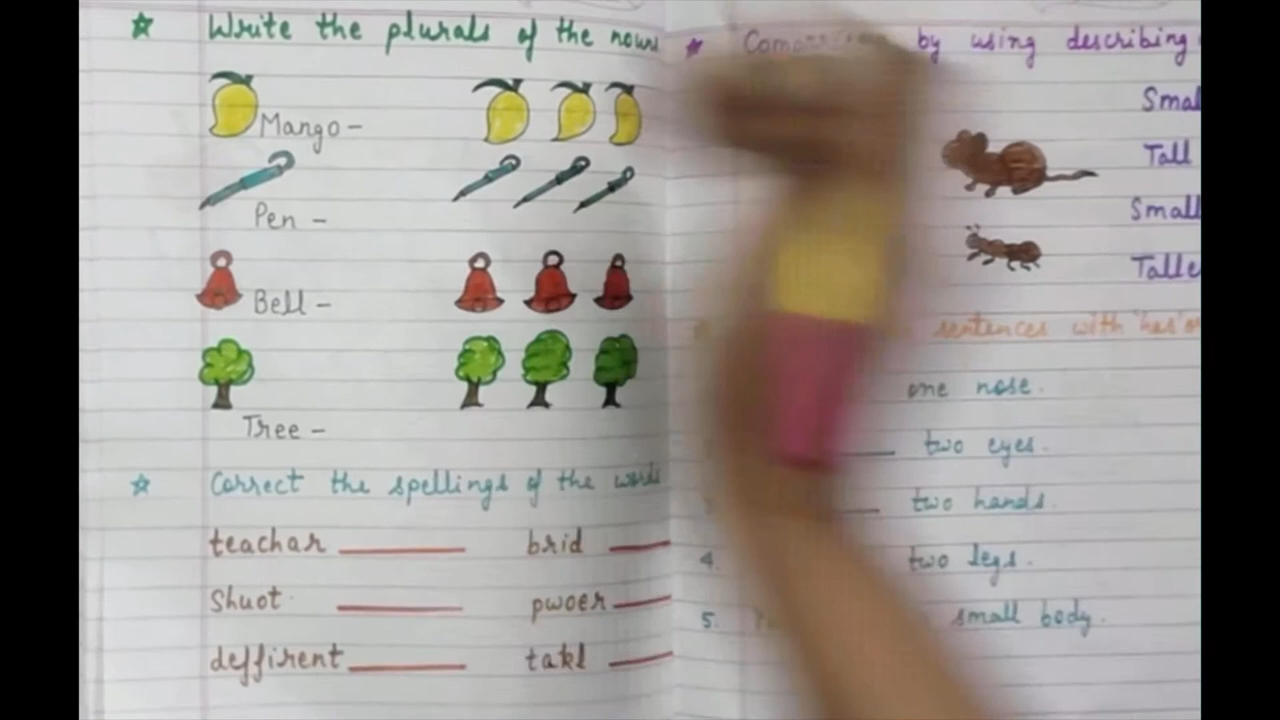 Write the plurals of the nouns
Mango -
Pen -
Bell -
Tree -
Correct the spellings of the words
teachar brid
Shuot pwoer
deffirent takl
by using describing
Smal
Tall
Small
Talle
sentences with 'has' or
one nose.
two eyes.
two hands.
4. two legs.
5. small body.